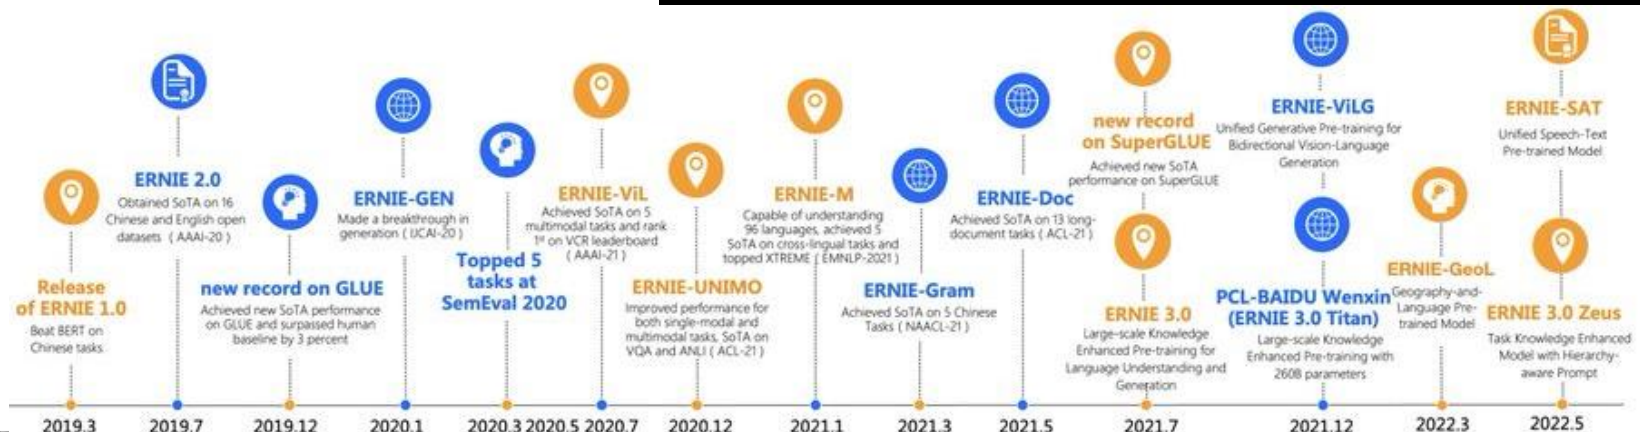 Release
of ERNIE 1.0
Beat BERT on
Chinese tasks
ERNIE 2.0
Obtained SoTA on 16
Chinese and English open
datasets ( AAAI-20 )
new record on GLUE
Achieved new SoTA performance
on GLUE and surpassed human
baseline by 3 percent
ERNIE-GEN
Made a breakthrough in
generation ( IJCAI-20 )
Topped 5
tasks at
SemEval 2020
ERNIE-ViL
Achieved SoTA on 5
multimodal tasks and rank
1st on VCR leaderboard
( AAAI-21 )
ERNIE-UNIMO
Improved performance for
both single-modal and
multimodal tasks, SoTA on
VQA and ANLI ( ACL-21 )
ERNIE-M
Capable of understanding
96 languages, achieved 5
SoTA on cross-lingual tasks and
topped XTREME ( EMNLP-2021 )
ERNIE-Gram
Achieved SoTA on 5 Chinese
Tasks ( NAACL-21 )
ERNIE-Doc
Achieved SoTA on 13 long-
document tasks ( ACL-21 )
new record
on SuperGLUE
Achieved new SoTA
performance on SuperGLUE
ERNIE 3.0
Large-scale Knowledge
Enhanced Pre-training for
Language Understanding and
Generation
ERNIE-ViLG
Unified Generative Pre-training for
Bidirectional Vision-Language
Generation
PCL-BAIDU Wenxin
(ERNIE 3.0 Titan)
Large-scale Knowledge
Enhanced Pre-training with
260B parameters
ERNIE-GeoL
Geography-and-
Language Pre-
trained Model
ERNIE-SAT
Unified Speech-Text
Pre-trained Model
ERNIE 3.0 Zeus
Task Knowledge Enhanced
Model with Hierarchy-
aware Prompt
2019.3 2019.7 2019.12 2020.1 2020.3 2020.5 2020.7 2020.12 2021.1 2021.3 2021.5 2021.7 2021.12 2022.3 2022.5